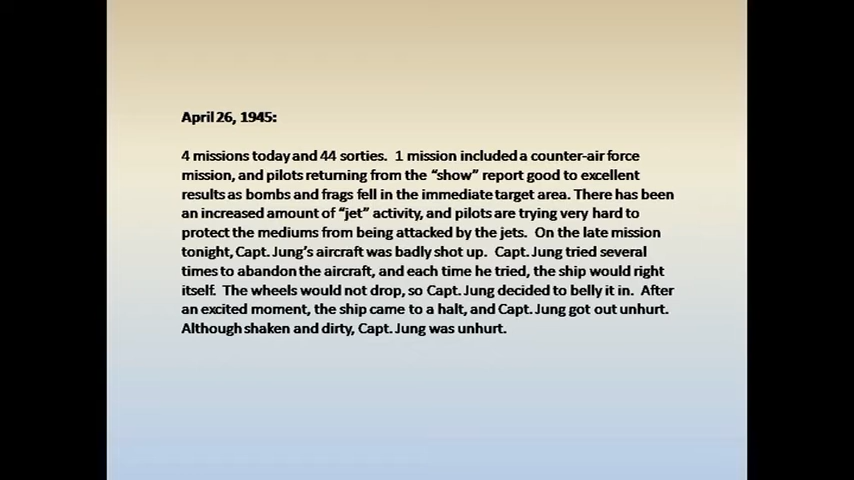 April 26, 1945:
4 missions today and 44 sorties.  1 mission included a counter-air force
mission, and pilots returning from the “show” report good to excellent
results as bombs and frags fell in the immediate target area. There has been
an increased amount of “jet” activity, and pilots are trying very hard to
protect the mediums from being attacked by the jets.  On the late mission
tonight, Capt. Jung’s aircraft was badly shot up.  Capt. Jung tried several
times to abandon the aircraft, and each time he tried, the ship would right
itself.  The wheels would not drop, so Capt. Jung decided to belly it in.  After
an excited moment, the ship came to a halt, and Capt. Jung got out unhurt.
Although shaken and dirty, Capt. Jung was unhurt.